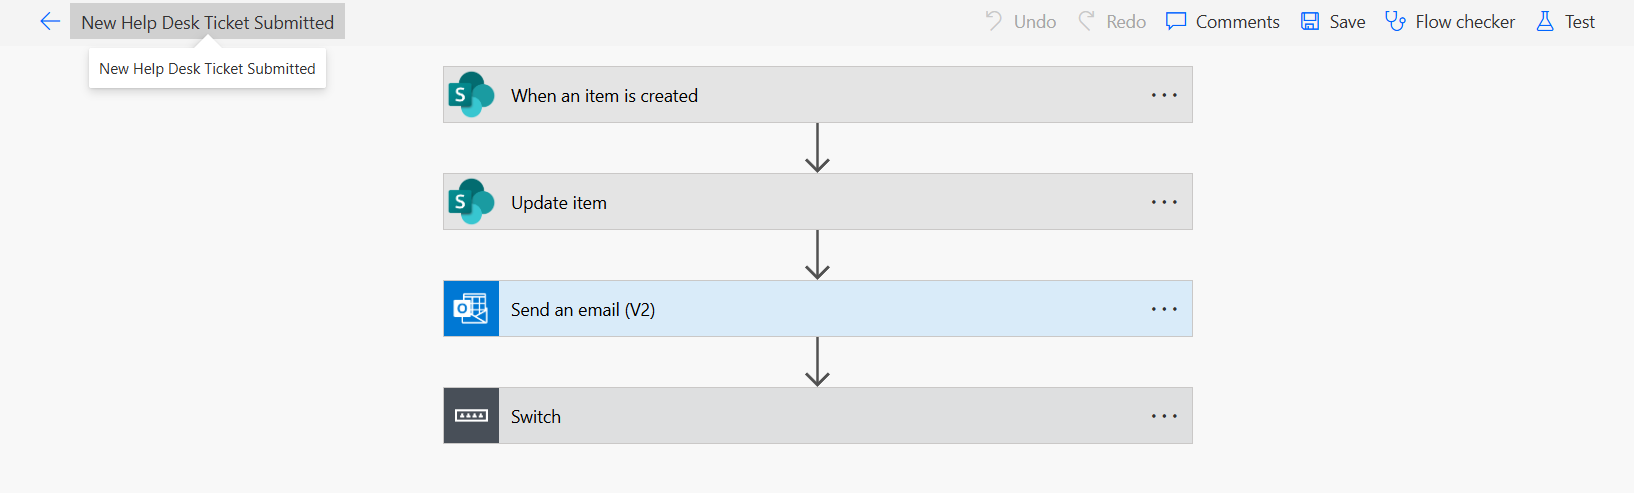 New Help Desk Ticket Submitted
Undo
Redo
Comments
Save
Flow checker
Test
New Help Desk Ticket Submitted
S
When an item is created
S
Update item
O
Send an email (V2)
Switch